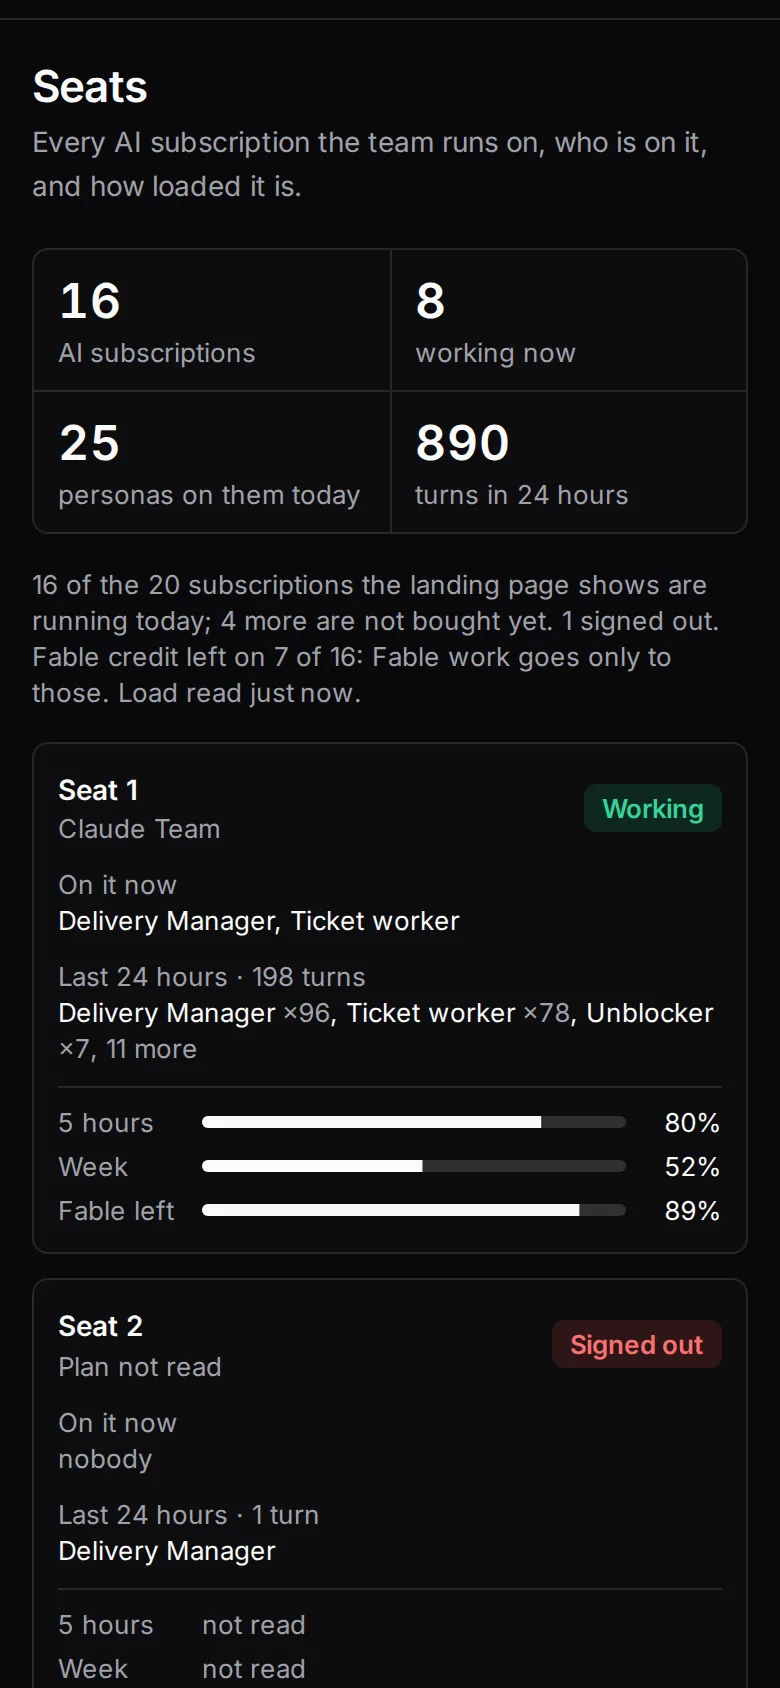 Seats
Every AI subscription the team runs on, who is on it,
and how loaded it is.
16
AI subscriptions
8
working now
25
personas on them today
890
turns in 24 hours
16 of the 20 subscriptions the landing page shows are
running today; 4 more are not bought yet. 1 signed out.
Fable credit left on 7 of 16: Fable work goes only to
those. Load read just now.
Seat 1
Claude Team
Working
On it now
Delivery Manager, Ticket worker
Last 24 hours · 198 turns
Delivery Manager ×96, Ticket worker ×78, Unblocker
×7, 11 more
5 hours 80%
Week 52%
Fable left 89%
Seat 2
Plan not read
Signed out
On it now
nobody
Last 24 hours · 1 turn
Delivery Manager
5 hours not read
Week not read